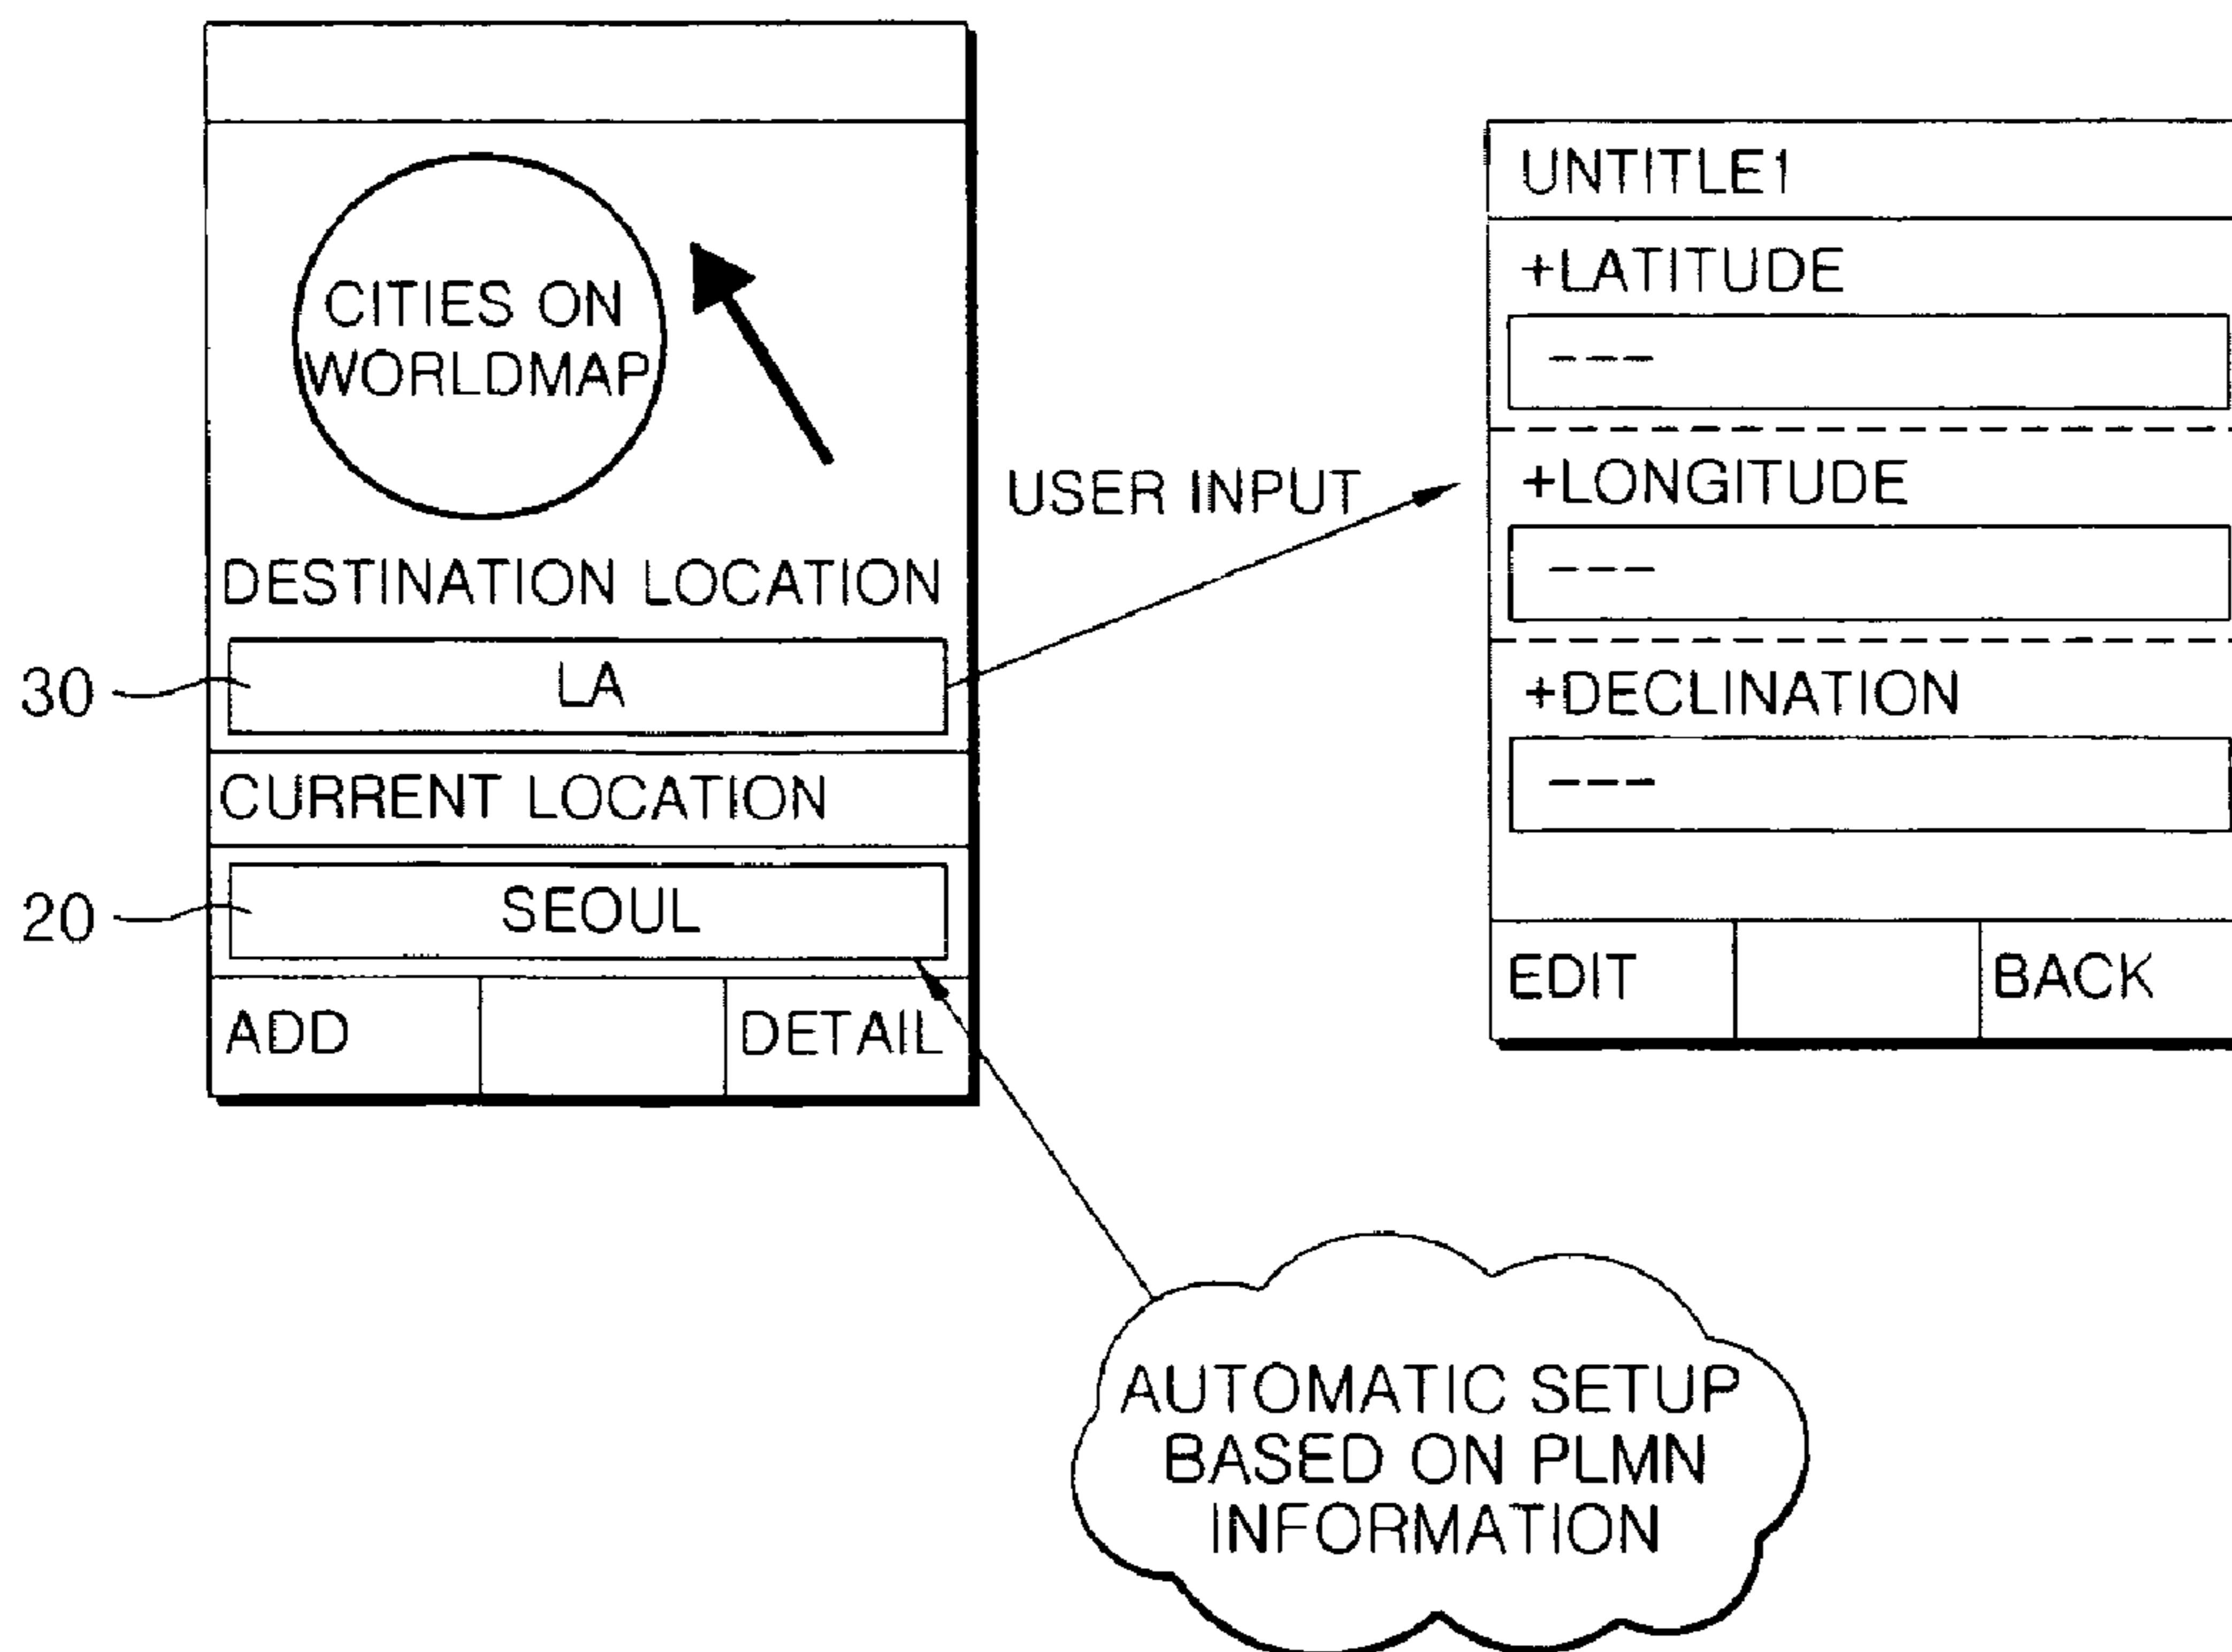 CITIES ON
WORLDMAP
DESTINATION LOCATION
30
LA
CURRENT LOCATION
20
SEOUL
ADD
DETAIL
USER INPUT
UNTITLE1
+LATITUDE
---
+LONGITUDE
---
+DECLINATION
---
EDIT
BACK
AUTOMATIC SETUP
BASED ON PLMN
INFORMATION